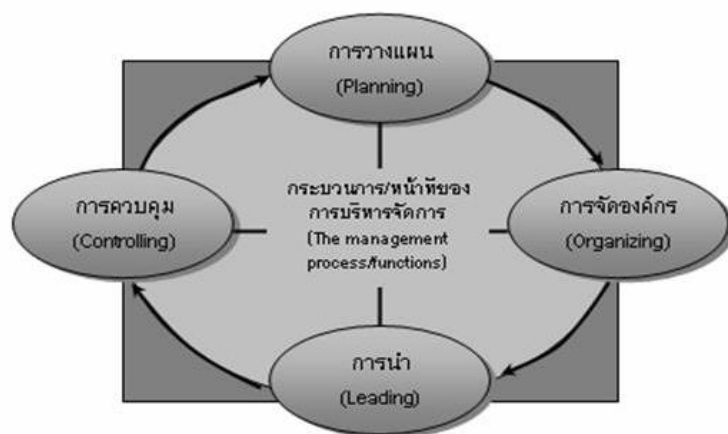 การวางแผน
(Planning)
การควบคุม
(Controlling)
กระบวนการ/หน้าที่ของ
การบริหารจัดการ
(The management
process/functions)
การจัดองค์กร
(Organizing)
การนำ
(Leading)